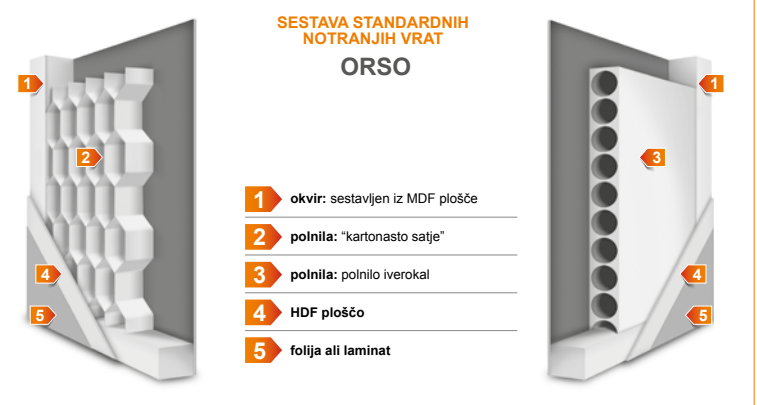 SESTAVA STANDARDNIH
NOTRANJIH VRAT
ORSO
1
2
4
5
1 okvir: sestavljen iz MDF plošče
2 polnila: “kartonasto satje”
3 polnila: polnilo iverokal
4 HDF ploščo
5 folija ali laminat
1
3
4
5